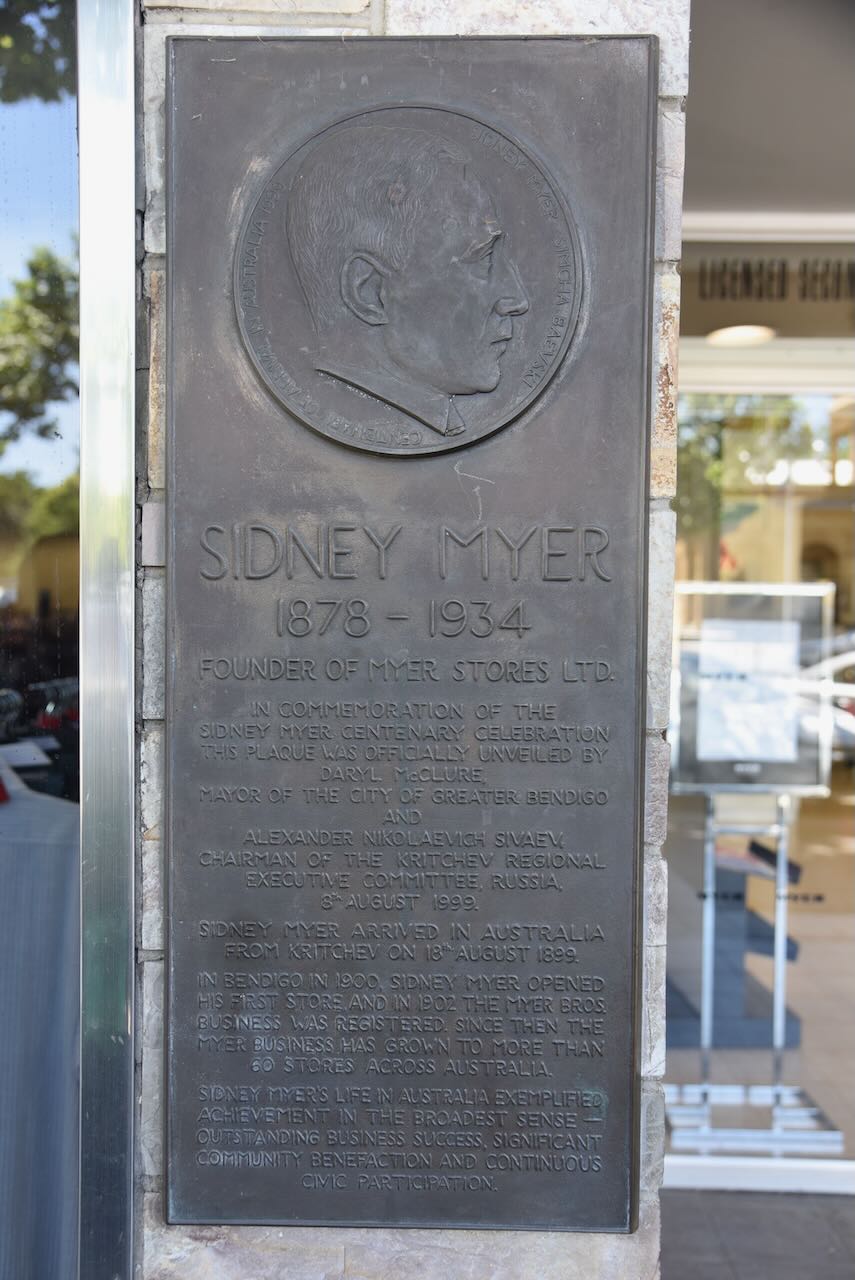 SIDNEY MYER SIMCHA BAEVSKI
CENTENARY OF ARRIVAL IN AUSTRALIA 1999
SIDNEY MYER
1878 – 1934
FOUNDER OF MYER STORES LTD.
IN COMMEMORATION OF THE
SIDNEY MYER CENTENARY CELEBRATION
THIS PLAQUE WAS OFFICIALLY UNVEILED BY
DARYL McCLURE,
MAYOR OF THE CITY OF GREATER BENDIGO
AND
ALEXANDER NIKOLAEVICH SIVAEV,
CHAIRMAN OF THE KRITCHEV REGIONAL
EXECUTIVE COMMITTEE, RUSSIA,
8th AUGUST 1999.
SIDNEY MYER ARRIVED IN AUSTRALIA
FROM KRITCHEV ON 18th AUGUST 1899.
IN BENDIGO IN 1900, SIDNEY MYER OPENED
HIS FIRST STORE, AND IN 1902 THE MYER BROS.
BUSINESS WAS REGISTERED. SINCE THEN THE
MYER BUSINESS HAS GROWN TO MORE THAN
60 STORES ACROSS AUSTRALIA.
SIDNEY MYER'S LIFE IN AUSTRALIA EXEMPLIFIED
ACHIEVEMENT IN THE BROADEST SENSE –
OUTSTANDING BUSINESS SUCCESS, SIGNIFICANT
COMMUNITY BENEFACTION AND CONTINUOUS
CIVIC PARTICIPATION.